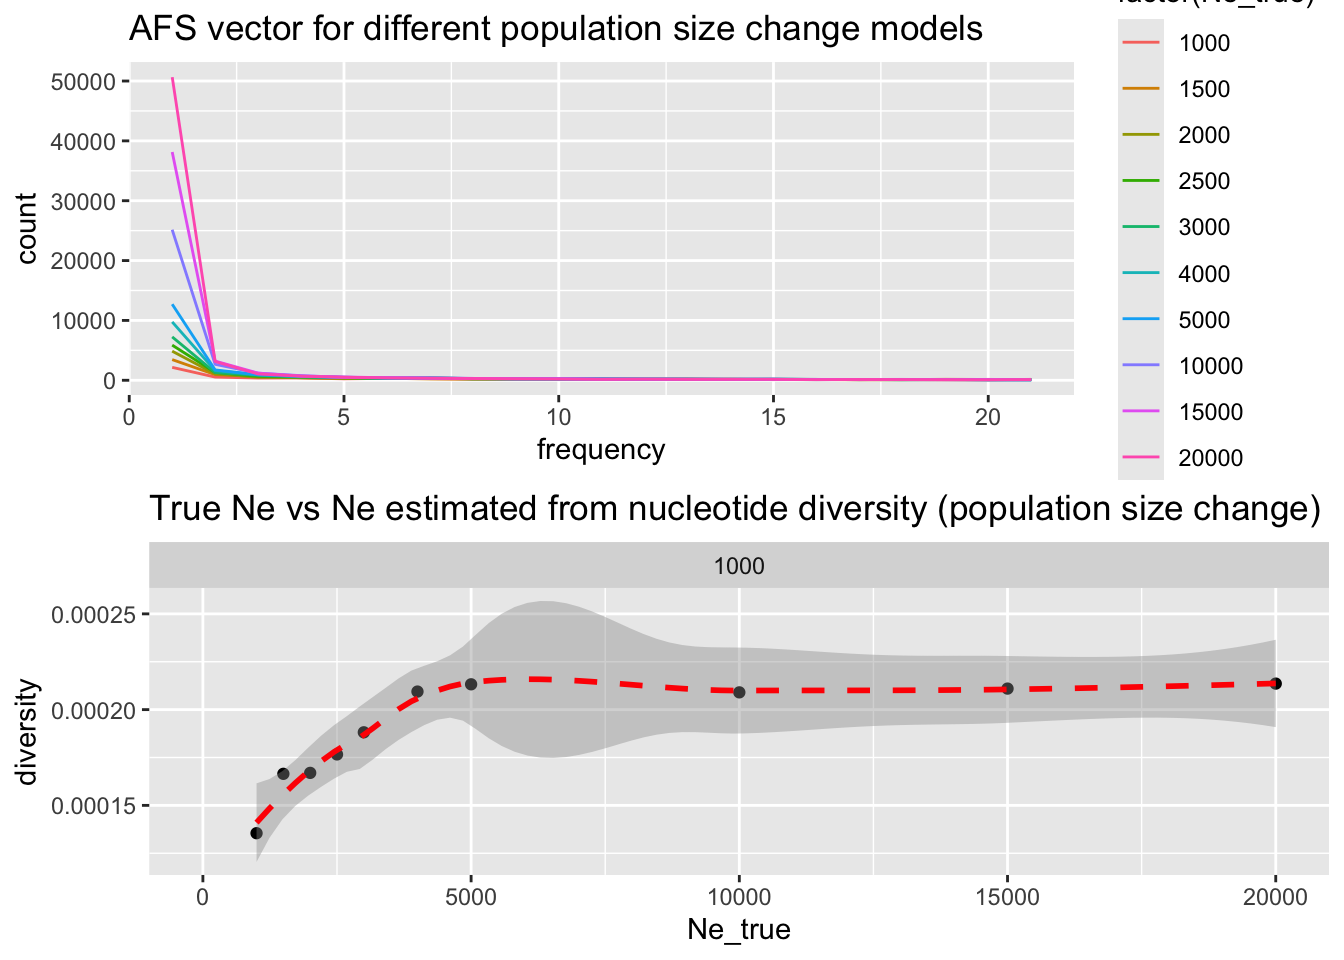 AFS vector for different population size change models
factor(Ne_true)
50000
40000
30000
20000
10000
0
count
0 5 10 15 20
frequency
1000
1500
2000
2500
3000
4000
5000
10000
15000
20000
True Ne vs Ne estimated from nucleotide diversity (population size change)
1000
0.00025
0.00020
0.00015
diversity
0 5000 10000 15000 20000
Ne_true